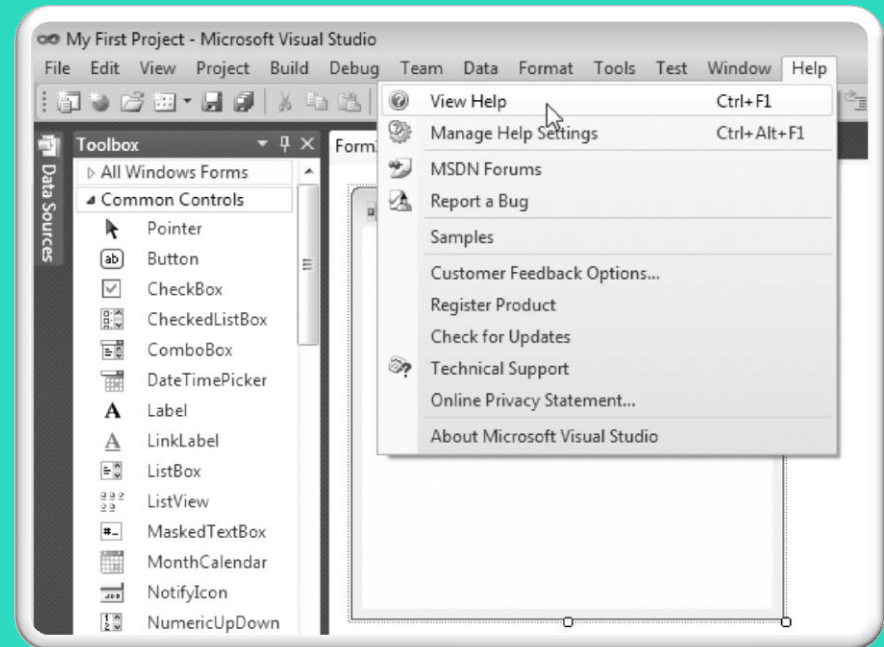 My First Project - Microsoft Visual Studio
File Edit View Project Build Debug Team Data Format Tools Test Window Help
View Help Ctrl+F1
Manage Help Settings Ctrl+Alt+F1
MSDN Forums
Report a Bug
Samples
Customer Feedback Options...
Register Product
Check for Updates
Technical Support
Online Privacy Statement...
About Microsoft Visual Studio
Data Sources
Toolbox
All Windows Forms
Common Controls
Pointer
ab Button
CheckBox
CheckedListBox
ComboBox
DateTimePicker
A Label
A LinkLabel
ListBox
ListView
#_ MaskedTextBox
MonthCalendar
NotifyIcon
NumericUpDown